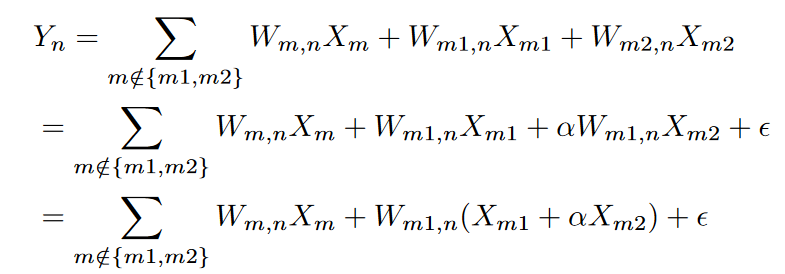 Y_n = \sum_{m \notin \{m1,m2\}} W_{m,n} X_m + W_{m1,n} X_{m1} + W_{m2,n} X_{m2}
= \sum_{m \notin \{m1,m2\}} W_{m,n} X_m + W_{m1,n} X_{m1} + \alpha W_{m1,n} X_{m2} + \epsilon
= \sum_{m \notin \{m1,m2\}} W_{m,n} X_m + W_{m1,n} (X_{m1} + \alpha X_{m2}) + \epsilon